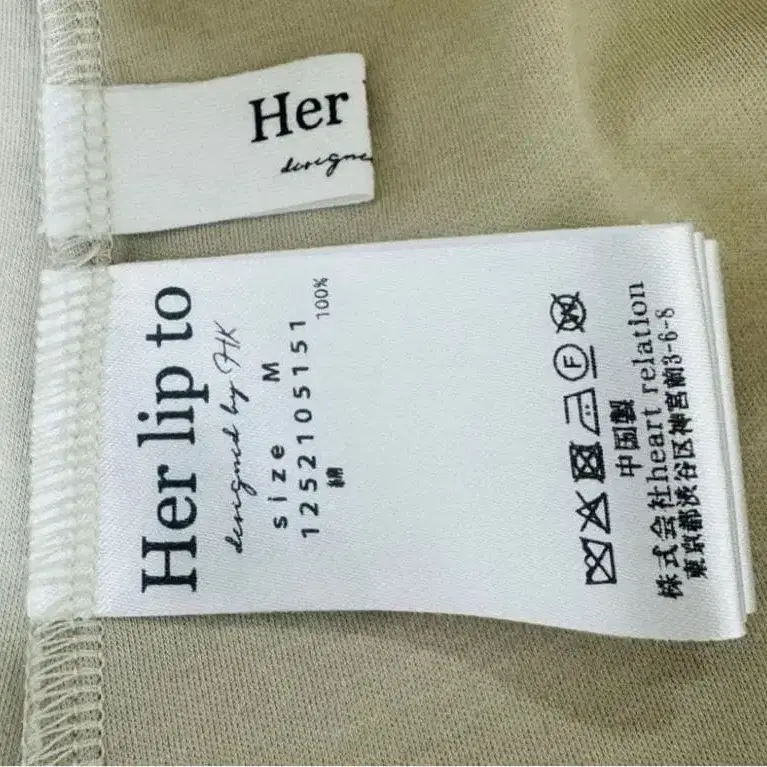 Her
designe
Her lip to
designed by HK
size M
1252105151
綿 100%
F
中国製
株式会社heart relation
東京都渋谷区神宮前3-6-8